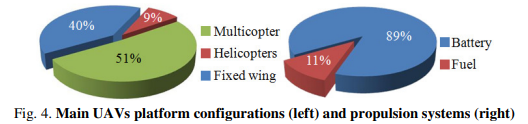 40%
9%
51%
Multicopter
Helicopters
Fixed wing
89%
11%
Battery
Fuel
Fig. 4. Main UAVs platform configurations (left) and propulsion systems (right)